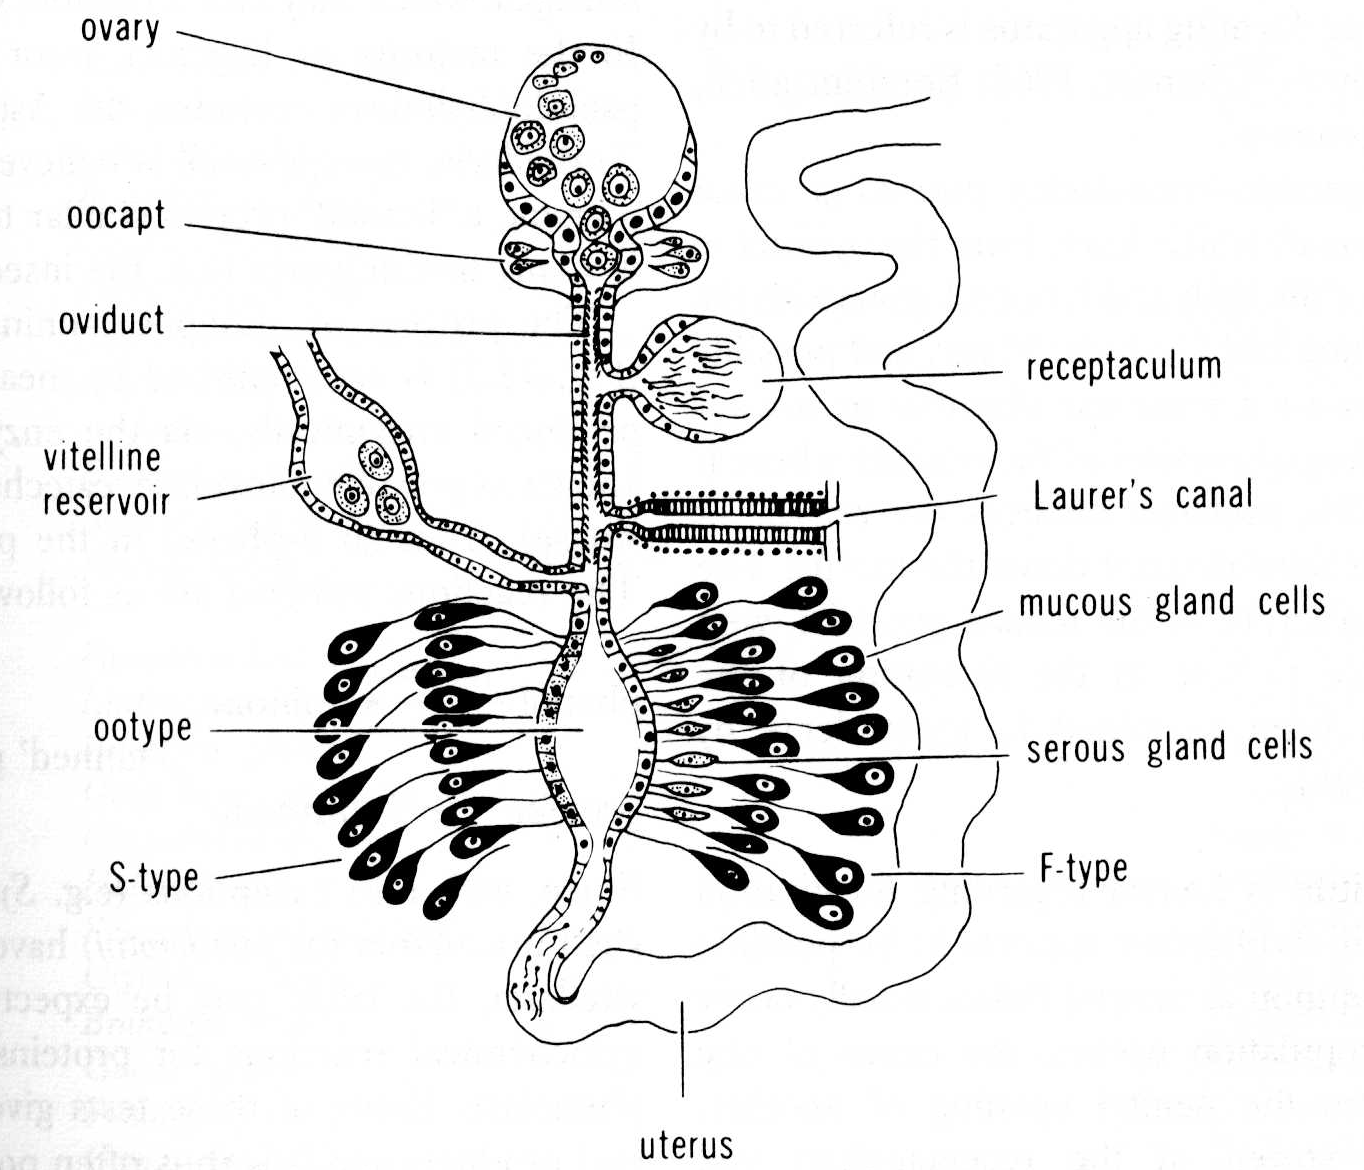 ovary
oocapt
oviduct
receptaculum
vitelline
reservoir
Laurer's canal
mucous gland cells
ootype
serous gland cells
S-type
F-type
uterus